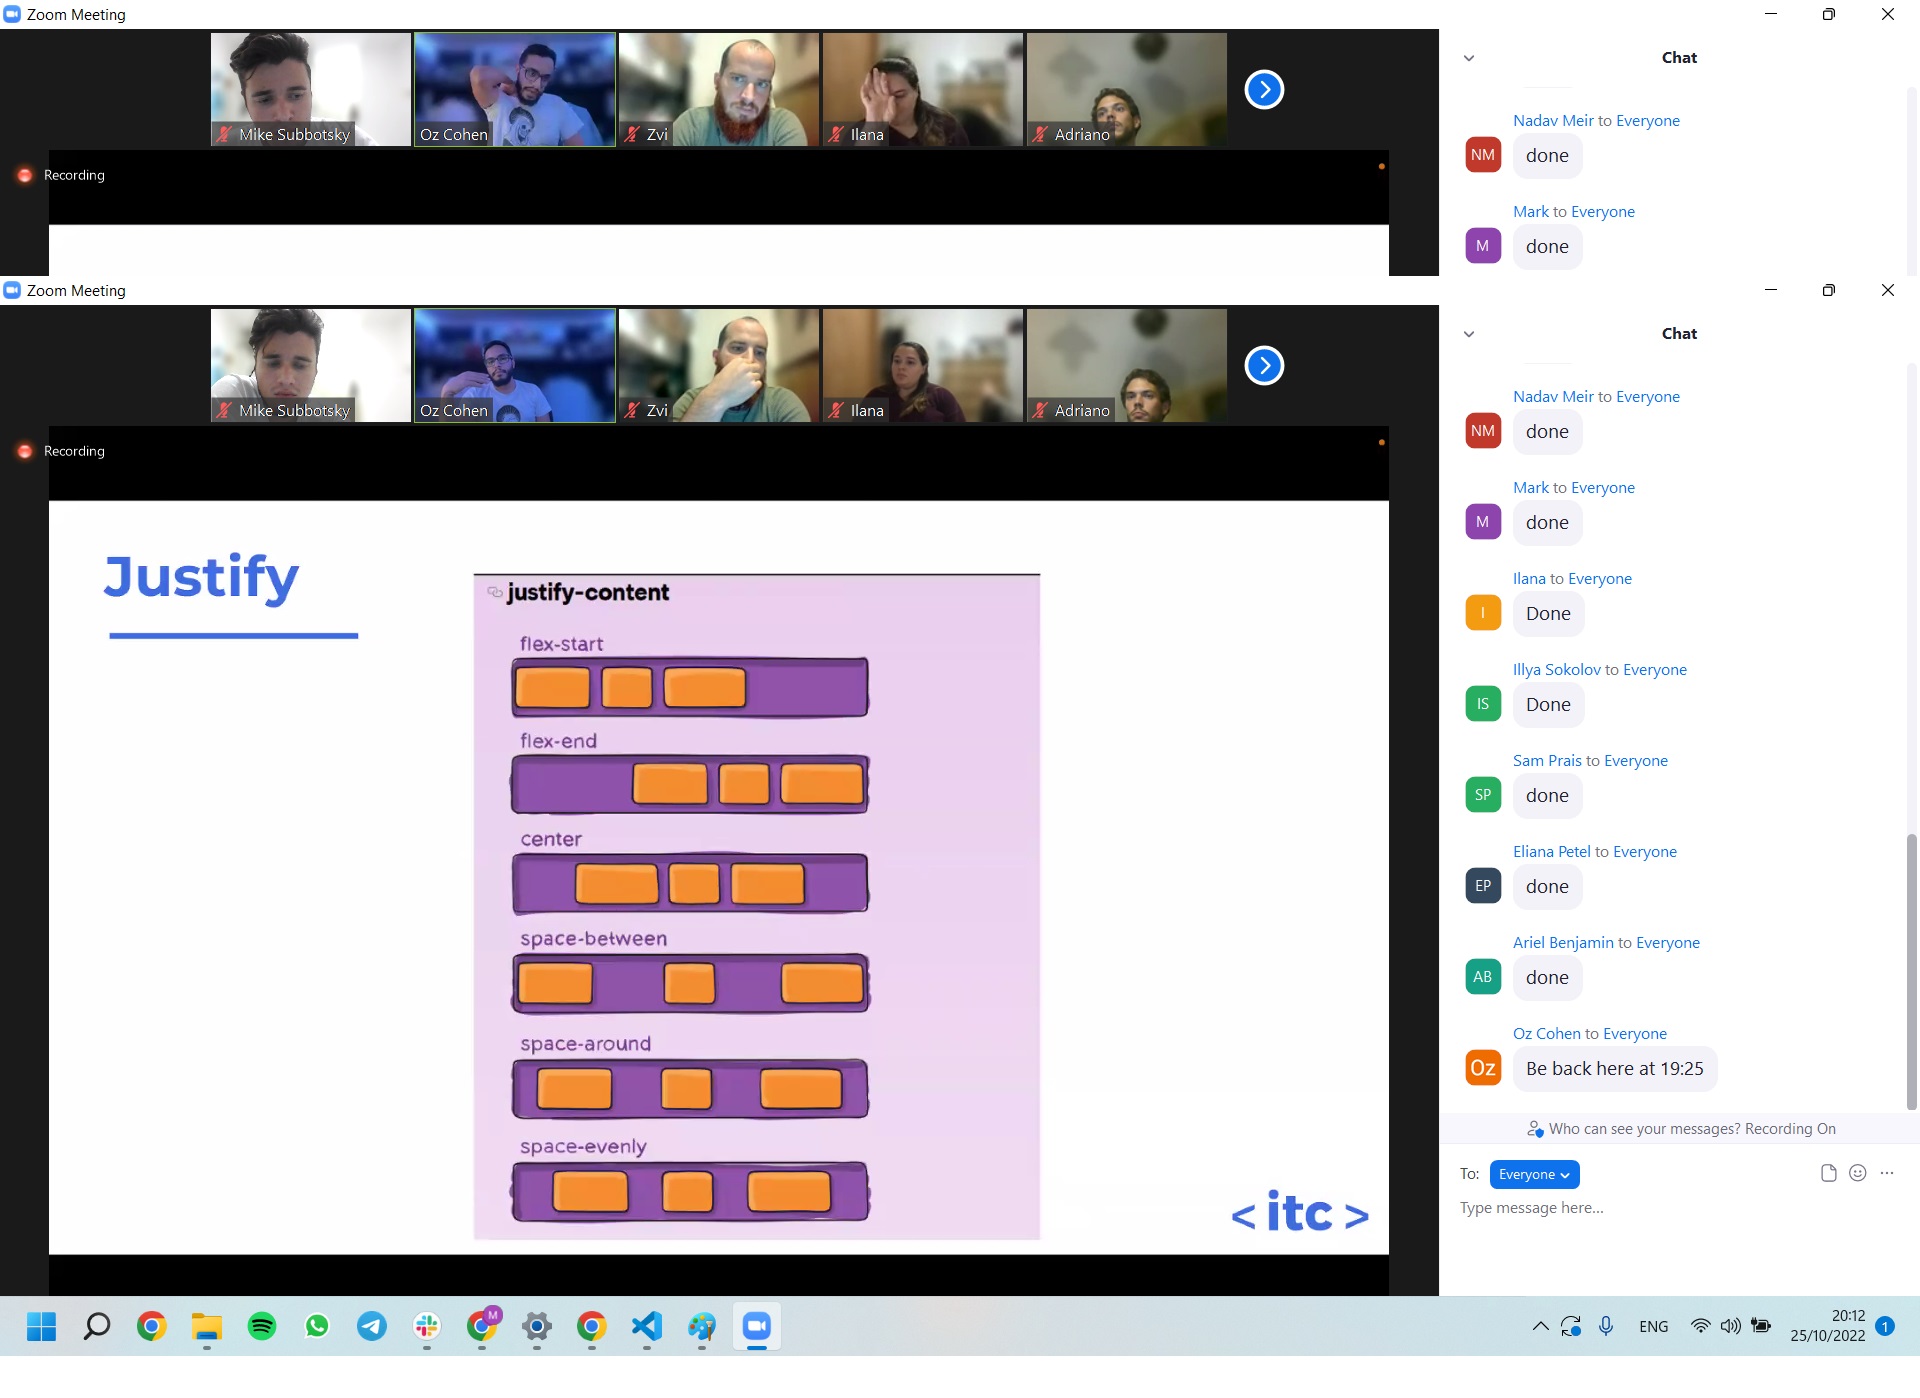 Zoom Meeting
Chat
Mike Subbotsky
Oz Cohen
Zvi
Ilana
Adriano
Recording
Nadav Meir to Everyone
NM
done
Mark to Everyone
M
done
Zoom Meeting
Chat
Mike Subbotsky
Oz Cohen
Zvi
Ilana
Adriano
Recording
Justify
justify-content
flex-start
flex-end
center
space-between
space-around
space-evenly
< itc >
Nadav Meir to Everyone
NM
done
Mark to Everyone
M
done
Ilana to Everyone
I
Done
Illya Sokolov to Everyone
IS
Done
Sam Prais to Everyone
SP
done
Eliana Petel to Everyone
EP
done
Ariel Benjamin to Everyone
AB
done
Oz Cohen to Everyone
Oz
Be back here at 19:25
Who can see your messages? Recording On
To: Everyone
Type message here...
M
ENG
20:12
25/10/2022
1